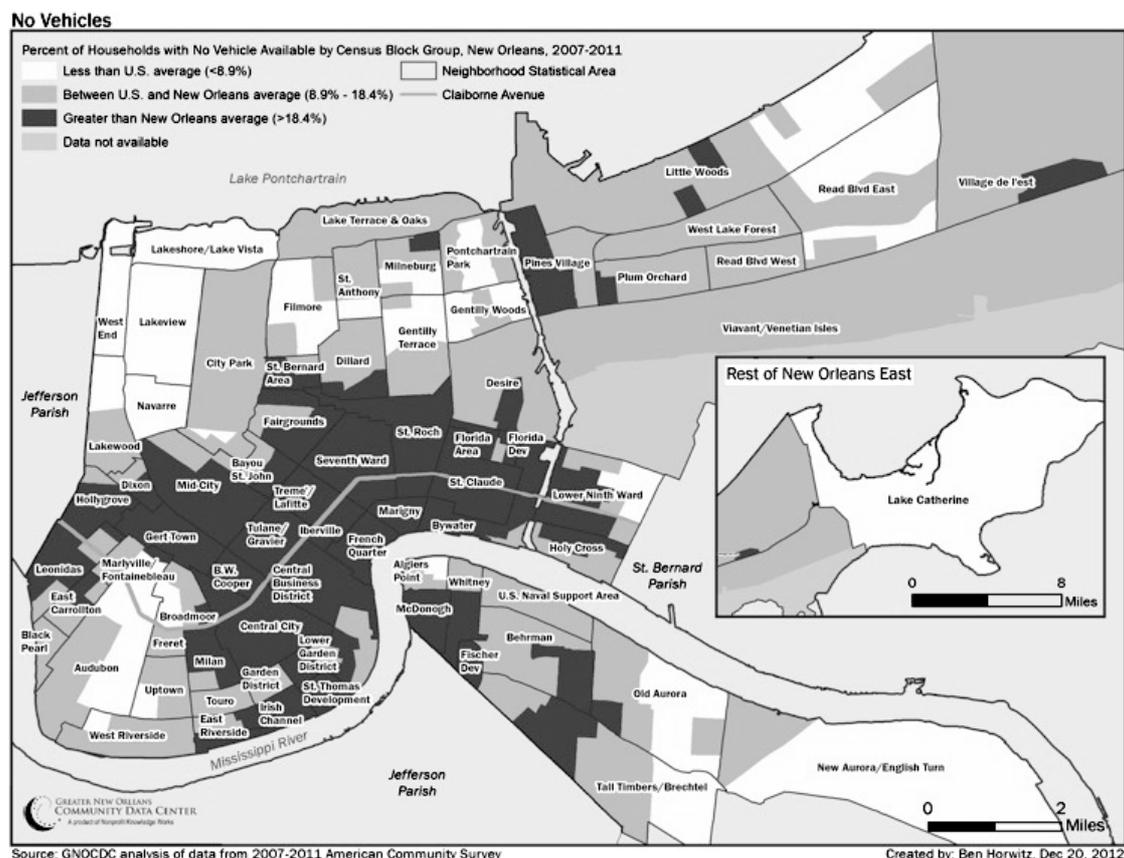 No Vehicles
Percent of Households with No Vehicle Available by Census Block Group, New Orleans, 2007-2011
Less than U.S. average (<8.9%)
Neighborhood Statistical Area
Between U.S. and New Orleans average (8.9% - 18.4%)
Claiborne Avenue
Greater than New Orleans average (>18.4%)
Data not available
Lake Pontchartrain
Little Woods
Read Blvd East
Village de l'est
Lake Terrace & Oaks
West Lake Forest
Lakeshore/Lake Vista
Pontchartrain
Park
Milneburg
Pines Village
Read Blvd West
St.
Anthony
Plum Orchard
Filmore
Gentilly Woods
West
End
Lakeview
Gentilly
Terrace
Viavant/Venetian Isles
City Park
St. Bernard
Area
Dillard
Desire
Jefferson
Parish
Navarre
Rest of New Orleans East
Fairgrounds
St. Roch
Florida
Area
Florida
Dev
Lakewood
Bayou
St. John
Seventh Ward
Dixon
Mid-City
St. Claude
Hollygrove
Treme'/
Lafitte
Lower Ninth Ward
Lake Catherine
Marigny
Bywater
Tulane/
Gravier
Iberville
Gert Town
French
Quarter
Holy Cross
Leonidas
Marlyville/
Fontainebleau
B.W.
Cooper
Central
Business
District
Algiers
Point
Whitney
U.S. Naval Support Area
St. Bernard
Parish
0 8
Miles
East
Carrollton
McDonogh
Broadmoor
Central City
Black
Pearl
Freret
Lower
Garden
District
Behrman
Fischer
Dev
Audubon
Milan
Garden
District
Uptown
St. Thomas
Development
Old Aurora
Touro
Irish
Channel
East
Riverside
West Riverside
Mississippi River
Jefferson
Parish
New Aurora/English Turn
Tall Timbers/Brechtel
GREATER NEW ORLEANS
COMMUNITY DATA CENTER
A product of Nonprofit Knowledge Works
0 2
Miles
Source: GNOCDC analysis of data from 2007-2011 American Community Survey
Created by: Ben Horwitz, Dec 20, 2012